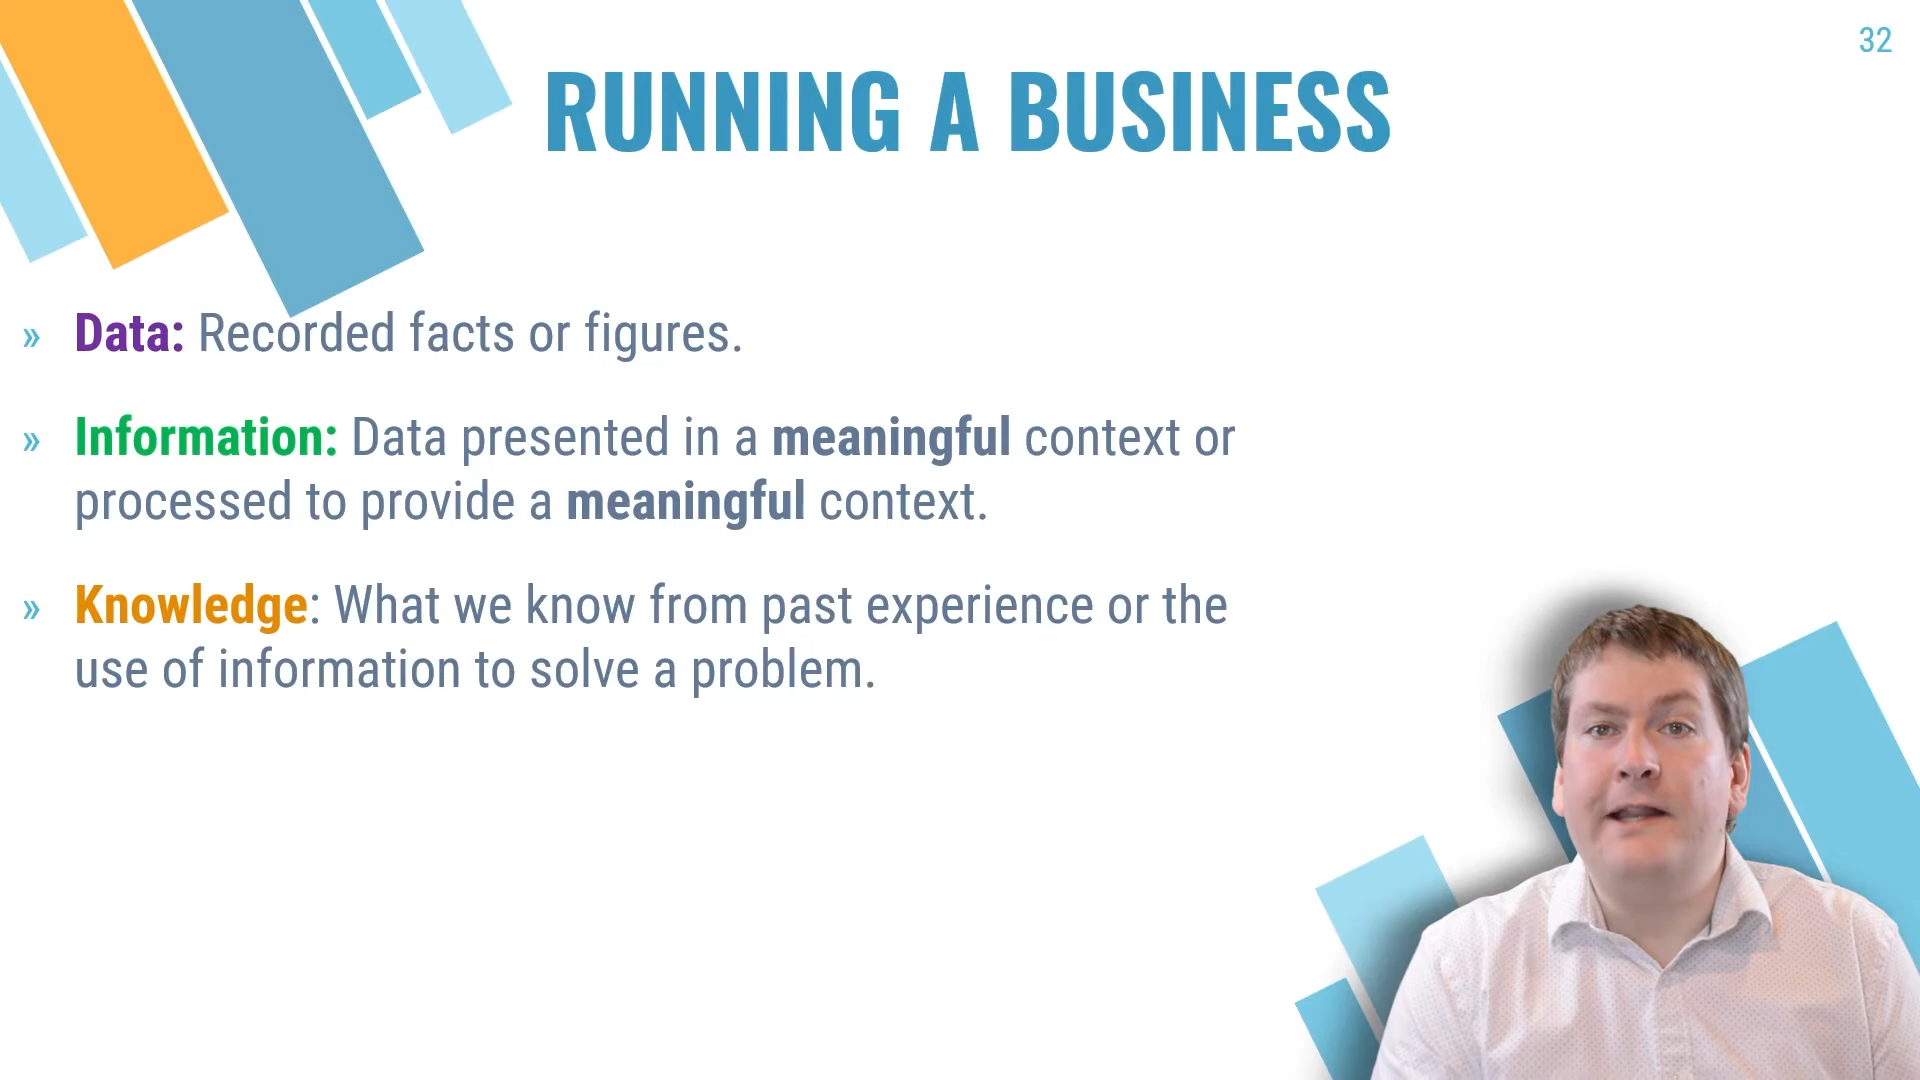 32
RUNNING A BUSINESS
» Data: Recorded facts or figures.
» Information: Data presented in a meaningful context or
processed to provide a meaningful context.
» Knowledge: What we know from past experience or the
use of information to solve a problem.